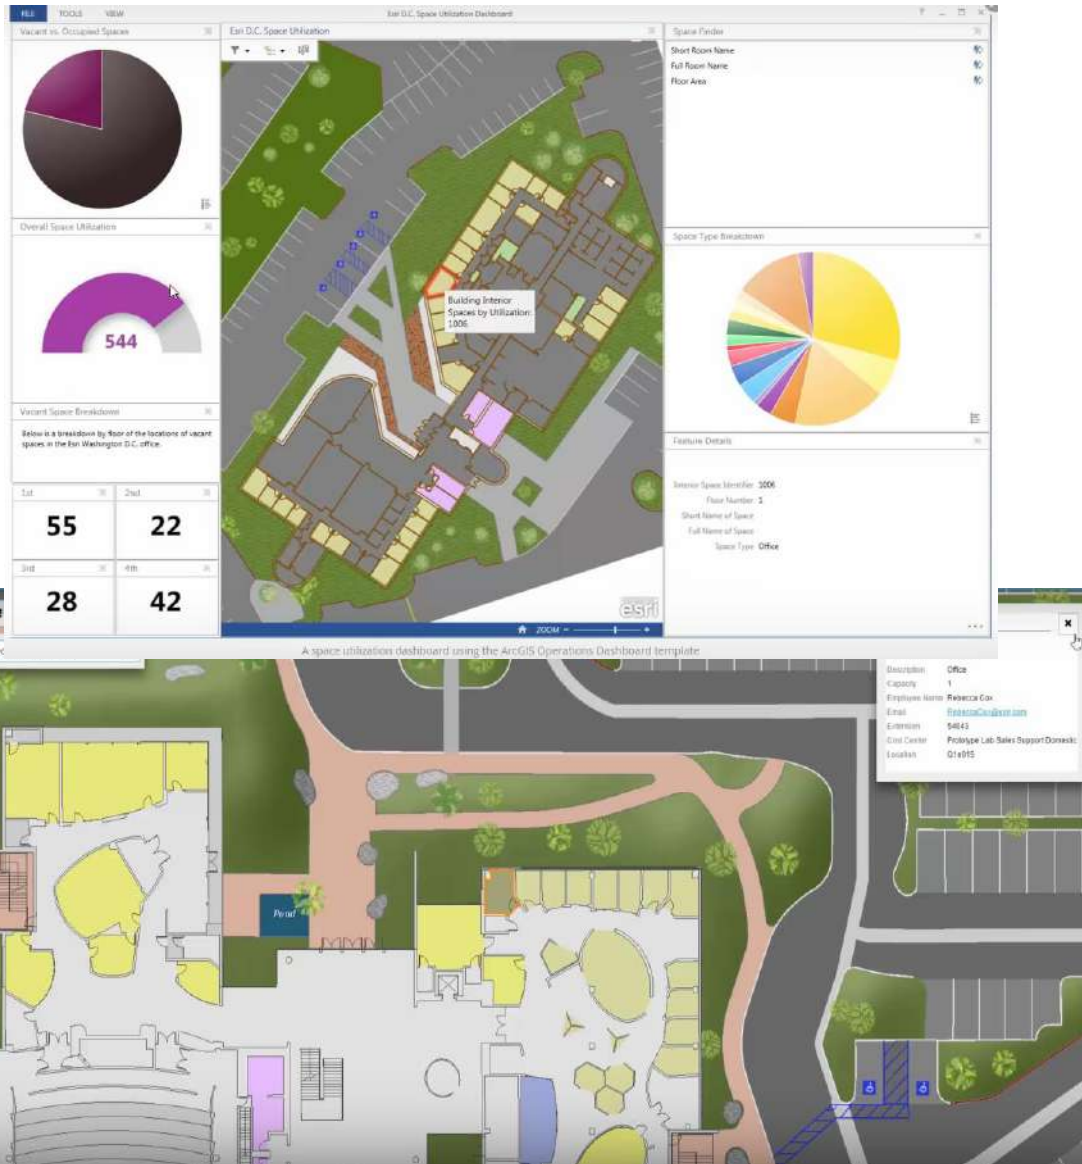 FILE TOOLS VIEW Esri D.C. Space Utilization Dashboard
Vacant vs. Occupied Spaces
Esri D.C. Space Utilization
Space Finder
Short Room Name
Full Room Name
Floor Area
Overall Space Utilization
544
Building Interior
Spaces by Utilization:
1006
Space Type Breakdown
Vacant Space Breakdown
Below is a breakdown by floor of the locations of vacant
spaces in the Esri Washington D.C. office.
1st 2nd
55 22
3rd 4th
28 42
Feature Details
Interior Space Identifier 1006
Floor Number 1
Short Name of Space
Full Name of Space
Space Type Office
esri
ZOOM
A space utilization dashboard using the ArcGIS Operations Dashboard template
Description Office
Capacity 1
Employee Name Rebecca Cox
Email RebeccaCox@esri.com
Extension 54643
Cost Center Prototype Lab Sales Support Domestic
Location
Pond